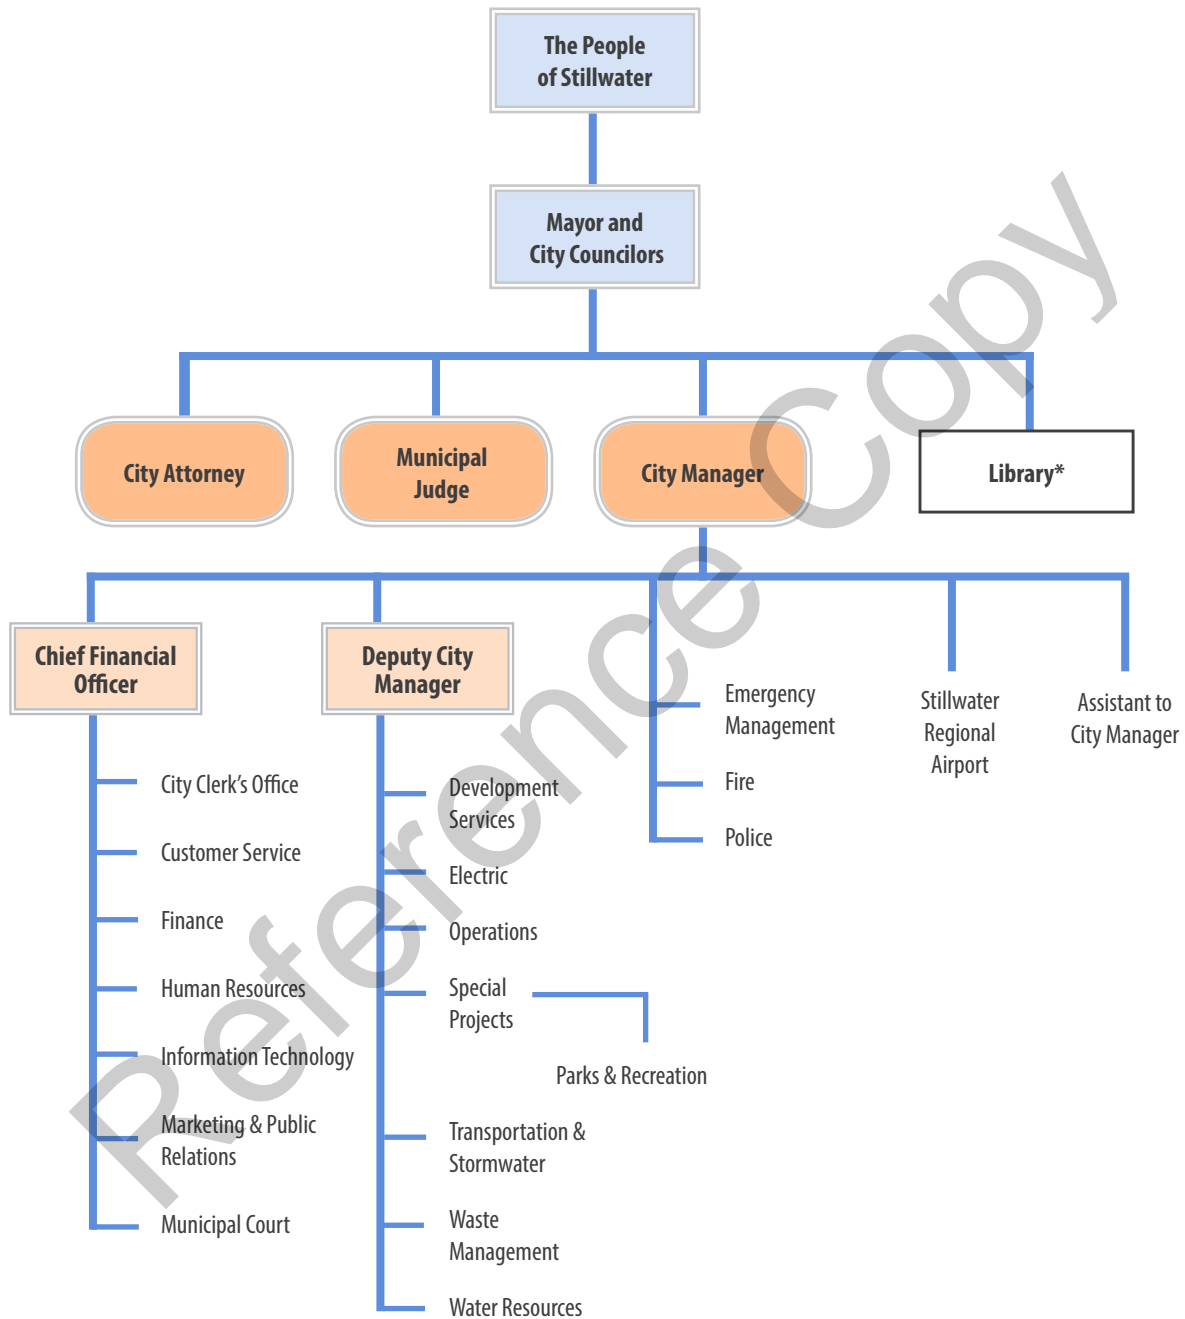 The People
of Stillwater
Mayor and
City Councilors
City Attorney
Municipal
Judge
City Manager
Library*
Chief Financial
Officer
Deputy City
Manager
Emergency
Management
Fire
Police
Stillwater
Regional
Airport
Assistant to
City Manager
City Clerk's Office
Customer Service
Finance
Human Resources
Information Technology
Marketing & Public
Relations
Municipal Court
Development
Services
Electric
Operations
Special
Projects
Parks & Recreation
Transportation &
Stormwater
Waste
Management
Water Resources
Reference Copy